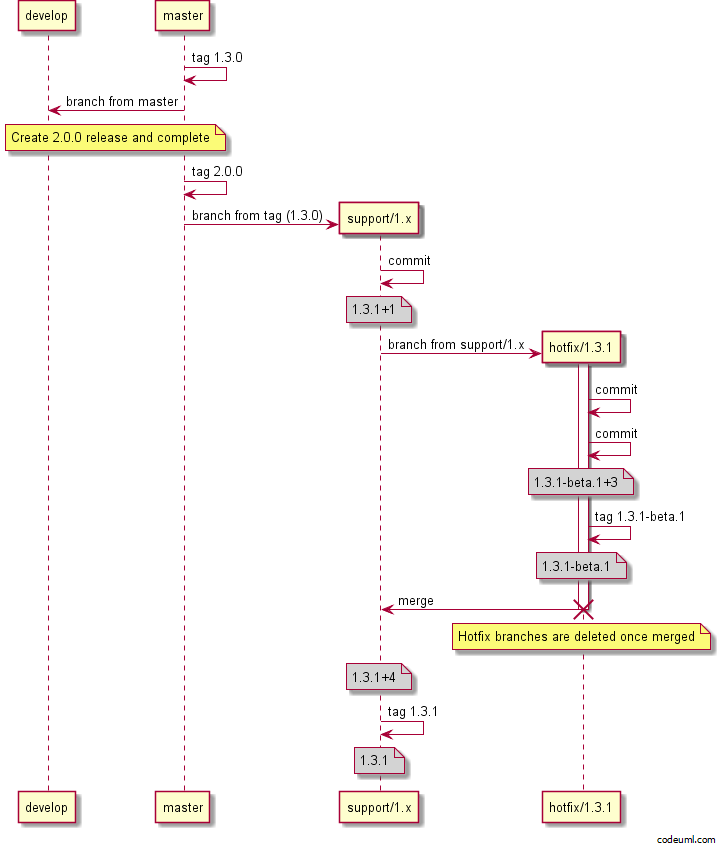 develop
master
tag 1.3.0
branch from master
Create 2.0.0 release and complete
tag 2.0.0
branch from tag (1.3.0)
support/1.x
commit
1.3.1+1
branch from support/1.x
hotfix/1.3.1
commit
commit
1.3.1-beta.1+3
tag 1.3.1-beta.1
1.3.1-beta.1
merge
Hotfix branches are deleted once merged
1.3.1+4
tag 1.3.1
1.3.1
develop
master
support/1.x
hotfix/1.3.1
codeuml.com